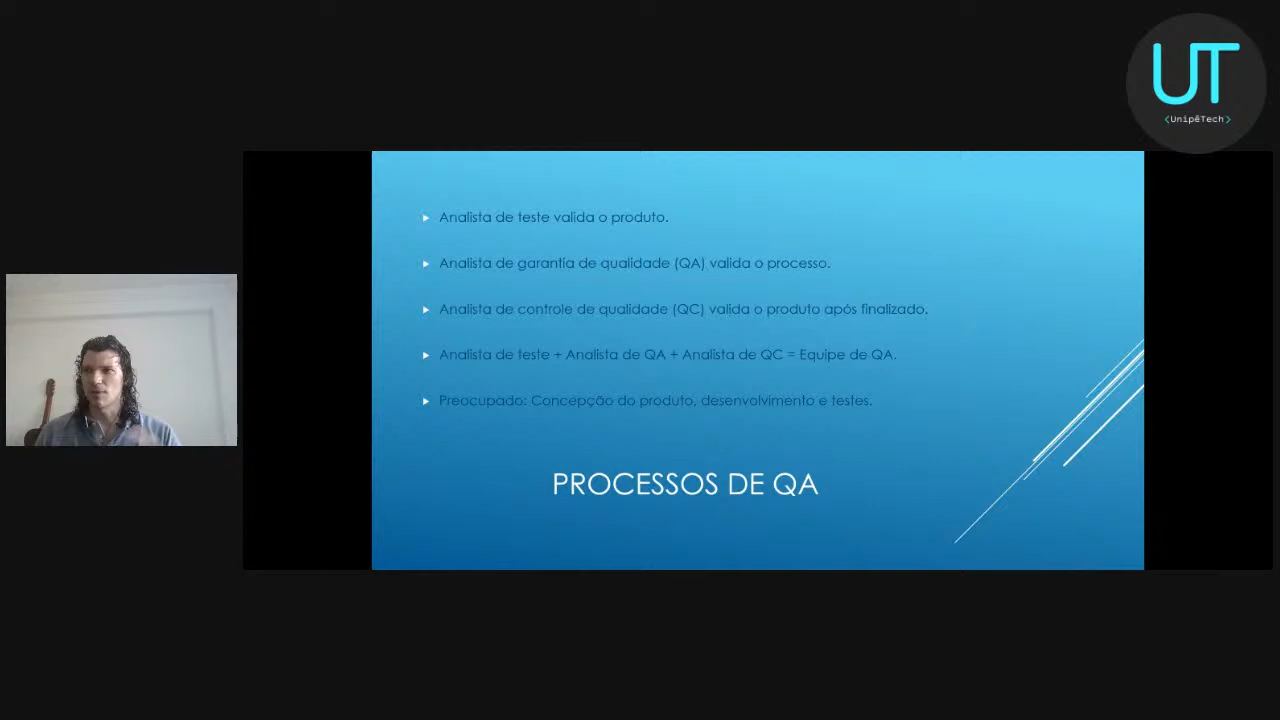 UT
<UnipêTech>
Analista de teste valida o produto.
Analista de garantia de qualidade (QA) valida o processo.
Analista de controle de qualidade (QC) valida o produto após finalizado.
Analista de teste + Analista de QA + Analista de QC = Equipe de QA.
Preocupado: Concepção do produto, desenvolvimento e testes.
PROCESSOS DE QA